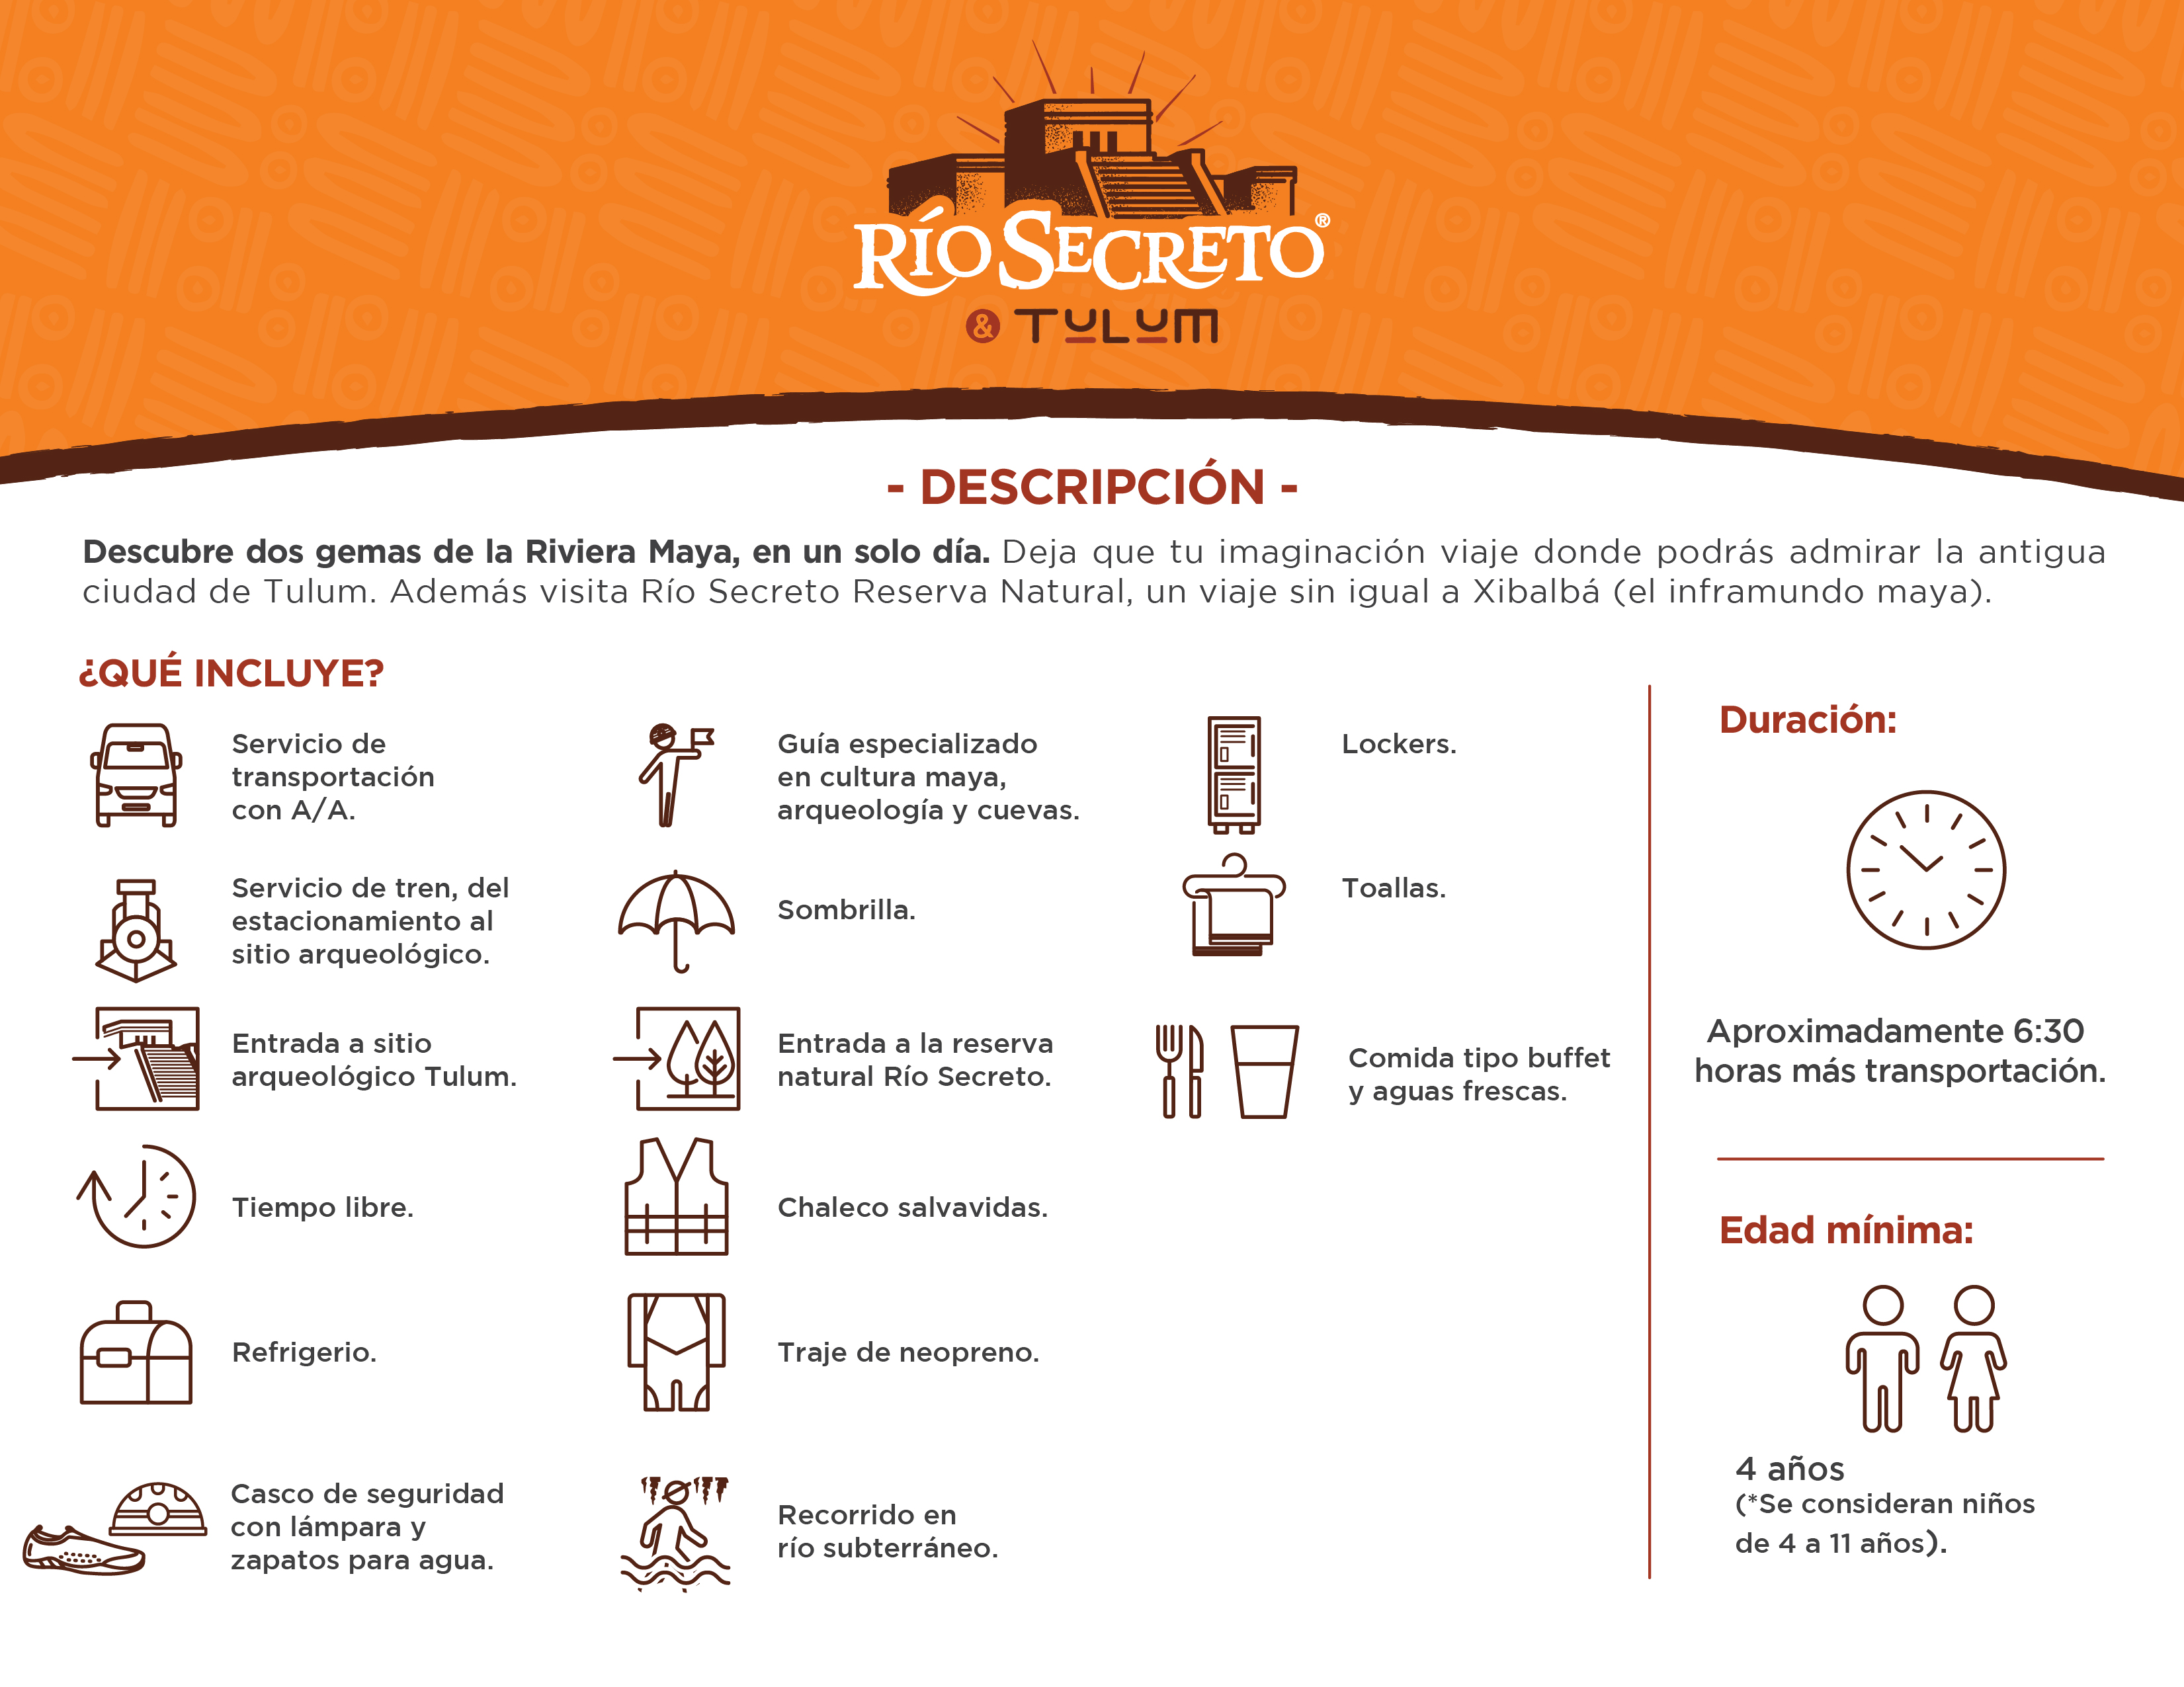 RÍO SECRETO®
& TULUM
- DESCRIPCIÓN -
Descubre dos gemas de la Riviera Maya, en un solo día. Deja que tu imaginación viaje donde podrás admirar la antigua
ciudad de Tulum. Además visita Río Secreto Reserva Natural, un viaje sin igual a Xibalbá (el inframundo maya).
¿QUÉ INCLUYE?
Servicio de
transportación
con A/A.
Servicio de tren, del
estacionamiento al
sitio arqueológico.
Entrada a sitio
arqueológico Tulum.
Tiempo libre.
Refrigerio.
Casco de seguridad
con lámpara y
zapatos para agua.
Guía especializado
en cultura maya,
arqueología y cuevas.
Sombrilla.
Entrada a la reserva
natural Río Secreto.
Chaleco salvavidas.
Traje de neopreno.
Recorrido en
río subterráneo.
Lockers.
Toallas.
Comida tipo buffet
y aguas frescas.
Duración:
Aproximadamente 6:30
horas más transportación.
Edad mínima:
4 años
(*Se consideran niños
de 4 a 11 años).